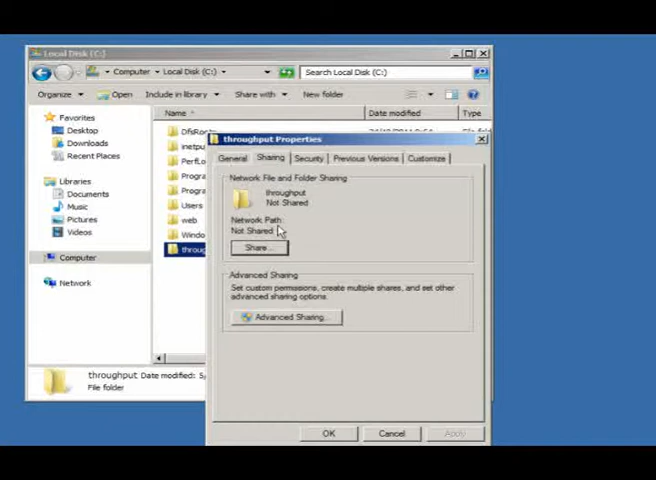 Local Disk (C:)
Computer Local Disk (C:) Search Local Disk (C:)
Organize Open Include in library Share with New folder
Name Date modified Type
Favorites
Desktop
Downloads
Recent Places
Libraries
Documents
Music
Pictures
Videos
Computer
Network
DfsRoots
inetpu
PerfLo
Progra
Progra
Users
web
Windo
throug
throughput Date modified: 5/
File folder
throughput Properties
General Sharing Security Previous Versions Customize
Network File and Folder Sharing
throughput
Not Shared
Network Path:
Not Shared
Share...
Advanced Sharing
Set custom permissions, create multiple shares, and set other
advanced sharing options.
Advanced Sharing...
OK Cancel Apply